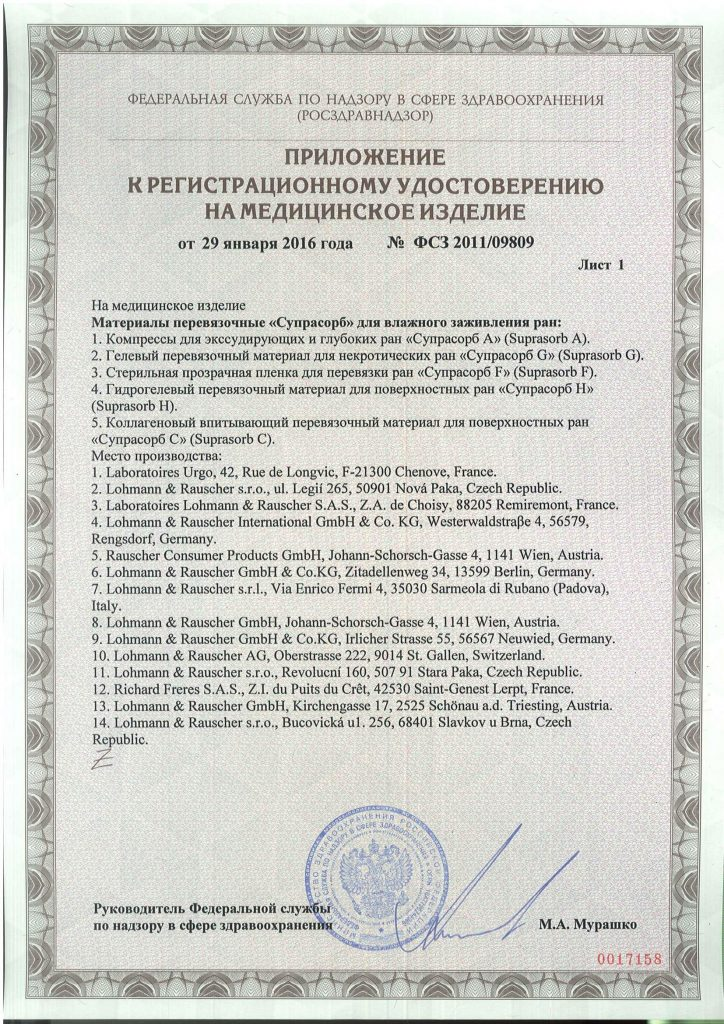 ФЕДЕРАЛЬНАЯ СЛУЖБА ПО НАДЗОРУ В СФЕРЕ ЗДРАВООХРАНЕНИЯ
(РОСЗДРАВНАДЗОР)
ПРИЛОЖЕНИЕ
К РЕГИСТРАЦИОННОМУ УДОСТОВЕРЕНИЮ
НА МЕДИЦИНСКОЕ ИЗДЕЛИЕ
от 29 января 2016 года № ФСЗ 2011/09809
Лист 1
На медицинское изделие
Материалы перевязочные «Супрасорб» для влажного заживления ран:
1. Компрессы для экссудирующих и глубоких ран «Супрасорб А» (Suprasorb A).
2. Гелевый перевязочный материал для некротических ран «Супрасорб G» (Suprasorb G).
3. Стерильная прозрачная пленка для перевязки ран «Супрасорб F» (Suprasorb F).
4. Гидрогелевый перевязочный материал для поверхностных ран «Супрасорб Н»
(Suprasorb H).
5. Коллагеновый впитывающий перевязочный материал для поверхностных ран
«Супрасорб С» (Suprasorb C).
Место производства:
1. Laboratoires Urgo, 42, Rue de Longvic, F-21300 Chenove, France.
2. Lohmann & Rauscher s.r.o., ul. Legií 265, 50901 Nová Paka, Czech Republic.
3. Laboratoires Lohmann & Rauscher S.A.S., Z.A. de Choisy, 88205 Remiremont, France.
4. Lohmann & Rauscher International GmbH & Co. KG, Westerwaldstraβe 4, 56579,
Rengsdorf, Germany.
5. Rauscher Consumer Products GmbH, Johann-Schorsch-Gasse 4, 1141 Wien, Austria.
6. Lohmann & Rauscher GmbH & Co.KG, Zitadellenweg 34, 13599 Berlin, Germany.
7. Lohmann & Rauscher s.r.l., Via Enrico Fermi 4, 35030 Sarmeola di Rubano (Padova),
Italy.
8. Lohmann & Rauscher GmbH, Johann-Schorsch-Gasse 4, 1141 Wien, Austria.
9. Lohmann & Rauscher GmbH & Co.KG, Irlicher Strasse 55, 56567 Neuwied, Germany.
10. Lohmann & Rauscher AG, Oberstrasse 222, 9014 St. Gallen, Switzerland.
11. Lohmann & Rauscher s.r.o., Revolucní 160, 507 91 Stara Paka, Czech Republic.
12. Richard Freres S.A.S., Z.I. du Puits du Crêt, 42530 Saint-Genest Lerpt, France.
13. Lohmann & Rauscher GmbH, Kirchengasse 17, 2525 Schönau a.d. Triesting, Austria.
14. Lohmann & Rauscher s.r.o., Bucovická u1. 256, 68401 Slavkov u Brna, Czech
Republic.
Руководитель Федеральной службы
по надзору в сфере здравоохранения
М.А. Мурашко
0017158